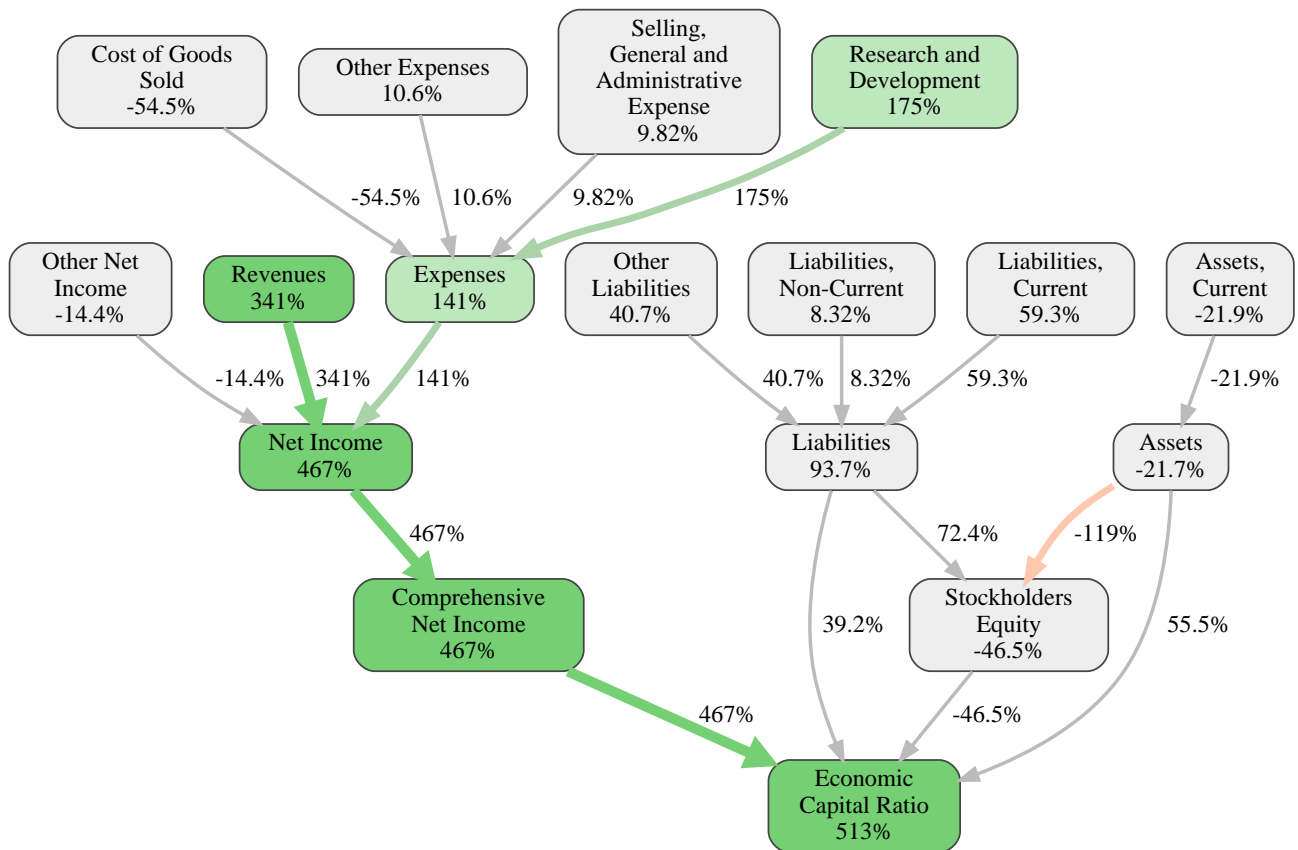 Cost of Goods
Sold
-54.5%
Other Expenses
10.6%
Selling,
General and
Administrative
Expense
9.82%
Research and
Development
175%
-54.5%
10.6%
9.82%
175%
Other Net
Income
-14.4%
Revenues
341%
Expenses
141%
Other
Liabilities
40.7%
Liabilities,
Non-Current
8.32%
Liabilities,
Current
59.3%
Assets,
Current
-21.9%
-14.4%
341%
141%
40.7%
8.32%
59.3%
-21.9%
Net Income
467%
Liabilities
93.7%
Assets
-21.7%
467%
72.4%
-119%
Comprehensive
Net Income
467%
39.2%
Stockholders
Equity
-46.5%
55.5%
467%
-46.5%
Economic
Capital Ratio
513%